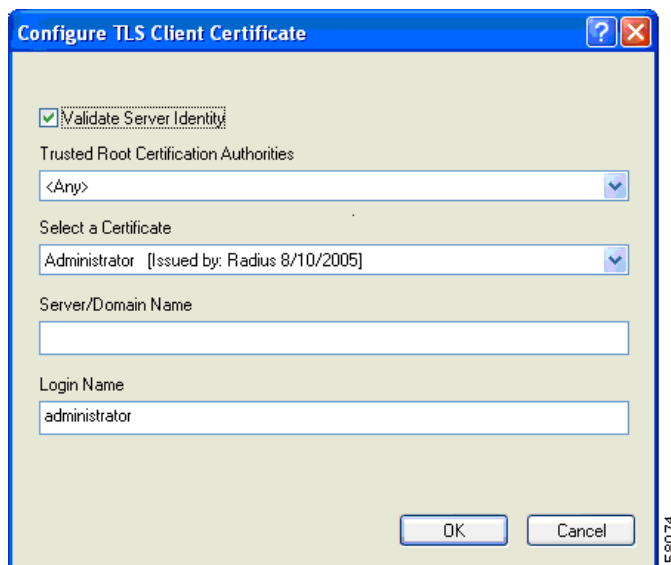 Configure TLS Client Certificate
Validate Server Identity
Trusted Root Certification Authorities
<Any>
Select a Certificate
Administrator [Issued by: Radius 8/10/2005]
Server/Domain Name
Login Name
administrator
OK Cancel